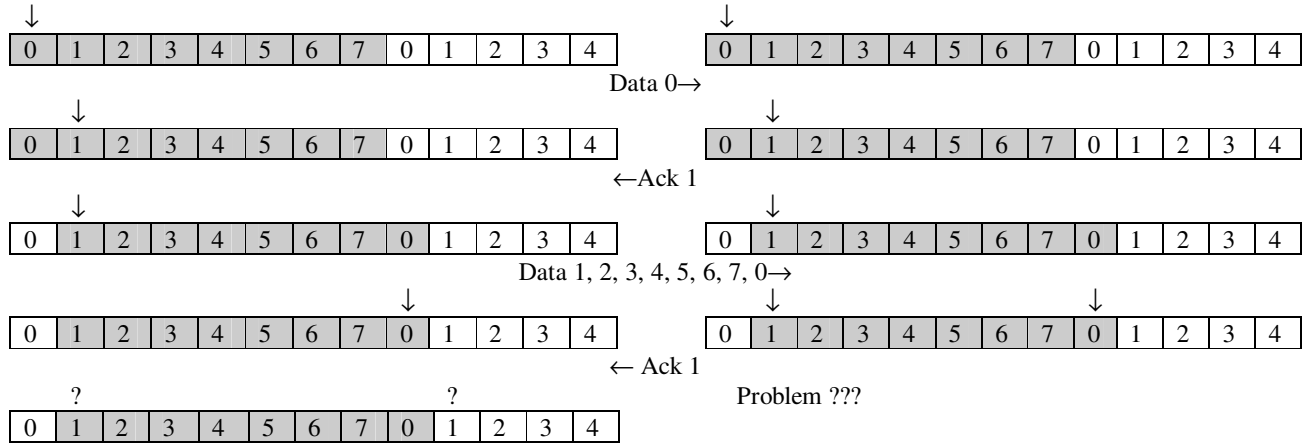 ↓ ↓
0 1 2 3 4 5 6 7 0 1 2 3 4 0 1 2 3 4 5 6 7 0 1 2 3 4
Data 0→
↓ ↓
0 1 2 3 4 5 6 7 0 1 2 3 4 0 1 2 3 4 5 6 7 0 1 2 3 4
←Ack 1
↓ ↓
0 1 2 3 4 5 6 7 0 1 2 3 4 0 1 2 3 4 5 6 7 0 1 2 3 4
Data 1, 2, 3, 4, 5, 6, 7, 0→
↓ ↓ ↓
0 1 2 3 4 5 6 7 0 1 2 3 4 0 1 2 3 4 5 6 7 0 1 2 3 4
← Ack 1
? ? Problem ???
0 1 2 3 4 5 6 7 0 1 2 3 4